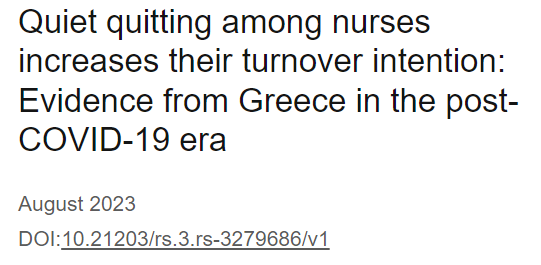 Quiet quitting among nurses
increases their turnover intention:
Evidence from Greece in the post-
COVID-19 era
August 2023
DOI:10.21203/rs.3.rs-3279686/v1